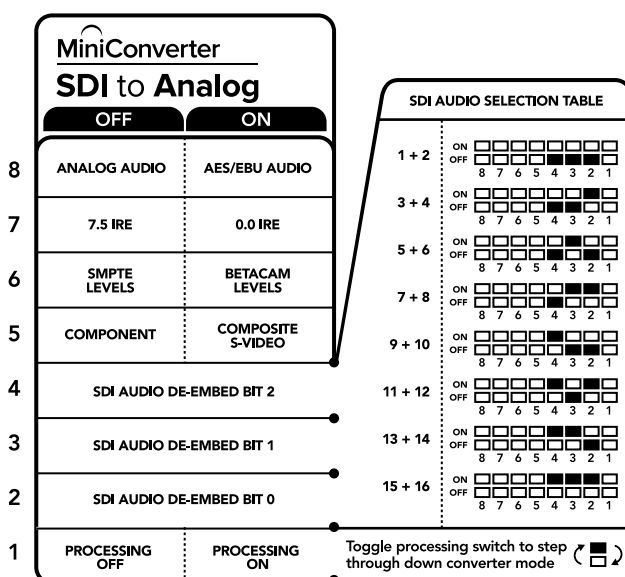 MiniConverter
SDI to Analog
OFF ON
8 ANALOG AUDIO AES/EBU AUDIO
7 7.5 IRE 0.0 IRE
6 SMPTE LEVELS BETACAM LEVELS
5 COMPONENT COMPOSITE S-VIDEO
4 SDI AUDIO DE-EMBED BIT 2
3 SDI AUDIO DE-EMBED BIT 1
2 SDI AUDIO DE-EMBED BIT 0
1 PROCESSING OFF PROCESSING ON
SDI AUDIO SELECTION TABLE
1 + 2 ON
OFF
8 7 6 5 4 3 2 1
3 + 4 ON
OFF
8 7 6 5 4 3 2 1
5 + 6 ON
OFF
8 7 6 5 4 3 2 1
7 + 8 ON
OFF
8 7 6 5 4 3 2 1
9 + 10 ON
OFF
8 7 6 5 4 3 2 1
11 + 12 ON
OFF
8 7 6 5 4 3 2 1
13 + 14 ON
OFF
8 7 6 5 4 3 2 1
15 + 16 ON
OFF
8 7 6 5 4 3 2 1
Toggle processing switch to step
through down converter mode